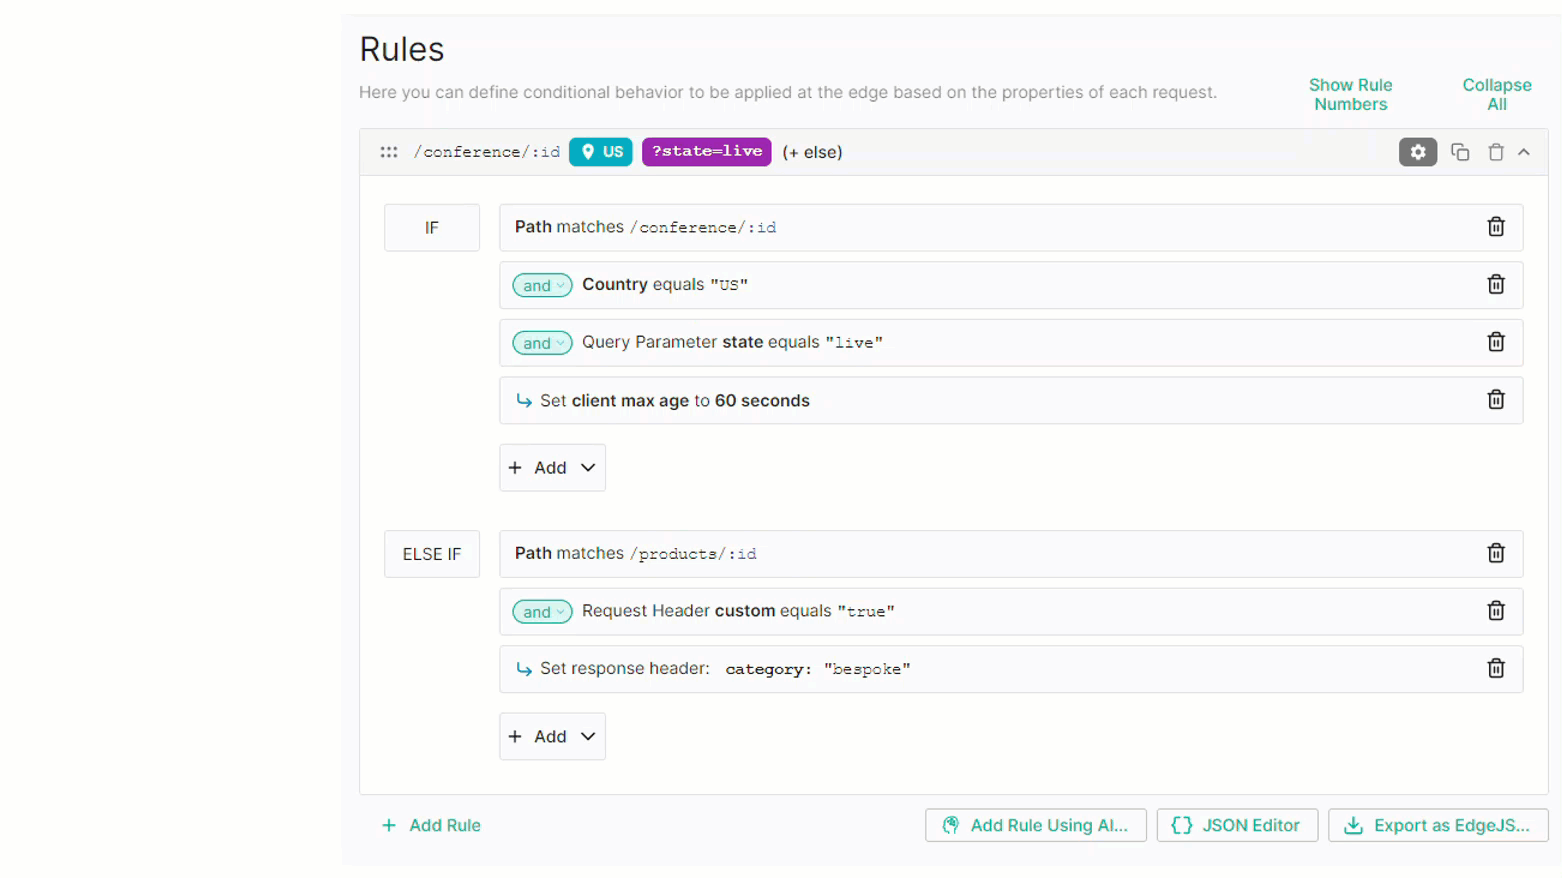 Rules
Here you can define conditional behavior to be applied at the edge based on the properties of each request.
Show Rule
Numbers
Collapse
All
/conference/:id US ?state=live (+ else)
IF
Path matches /conference/:id
and Country equals "US"
and Query Parameter state equals "live"
Set client max age to 60 seconds
+ Add
ELSE IF
Path matches /products/:id
and Request Header custom equals "true"
Set response header: category: "bespoke"
+ Add
+ Add Rule
Add Rule Using AI...
{} JSON Editor
Export as EdgeJS...